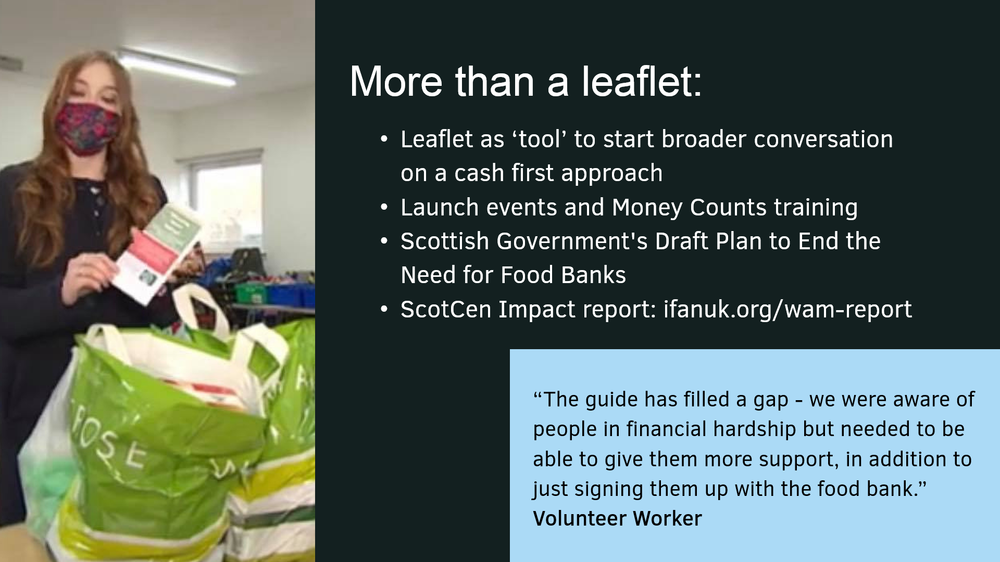 More than a leaflet:
• Leaflet as ‘tool’ to start broader conversation
on a cash first approach
• Launch events and Money Counts training
• Scottish Government's Draft Plan to End the
Need for Food Banks
• ScotCen Impact report: ifanuk.org/wam-report
“The guide has filled a gap - we were aware of
people in financial hardship but needed to be
able to give them more support, in addition to
just signing them up with the food bank.”
Volunteer Worker